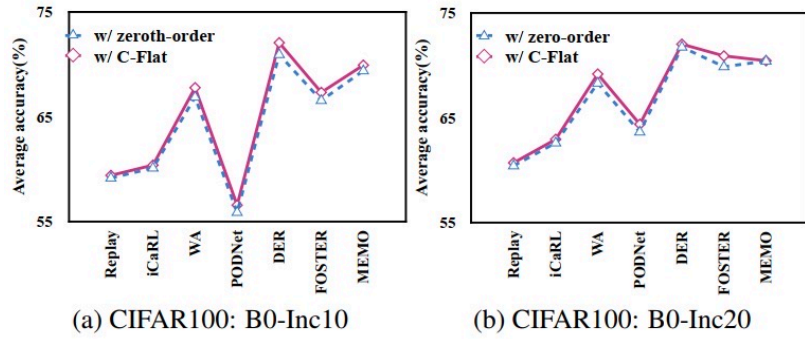 75
65
55
Average accuracy(%)
w/ zeroth-order
w/ C-Flat
Replay
iCaRL
WA
PODNet
DER
FOSTER
MEMO
(a) CIFAR100: B0-Inc10
75
65
55
Average accuracy(%)
w/ zero-order
w/ C-Flat
Replay
iCaRL
WA
PODNet
DER
FOSTER
MEMO
(b) CIFAR100: B0-Inc20